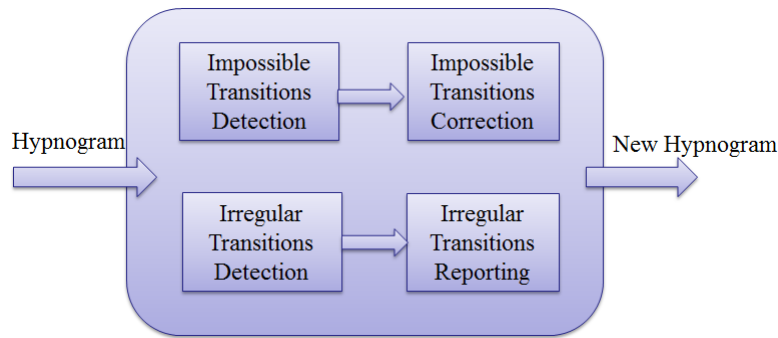 Hypnogram
Impossible
Transitions
Detection
Impossible
Transitions
Correction
Irregular
Transitions
Detection
Irregular
Transitions
Reporting
New Hypnogram